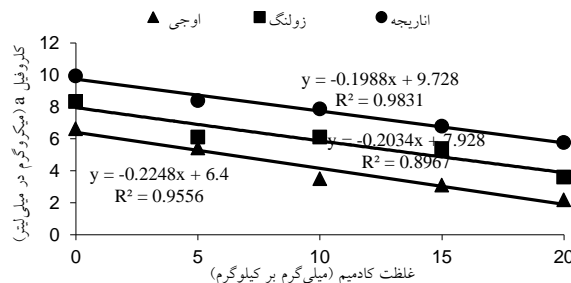 اناریجه زولنگ اوجی
کلروفیل a (میکروگرم در میلی‌لیتر)
12
10
8
6
4
2
0
y = -0.1988x + 9.728
R² = 0.9831
y = -0.2034x + 7.928
R² = 0.8967
y = -0.2248x + 6.4
R² = 0.9556
0 5 10 15 20
غلظت کادمیم (میلی‌گرم بر کیلوگرم)